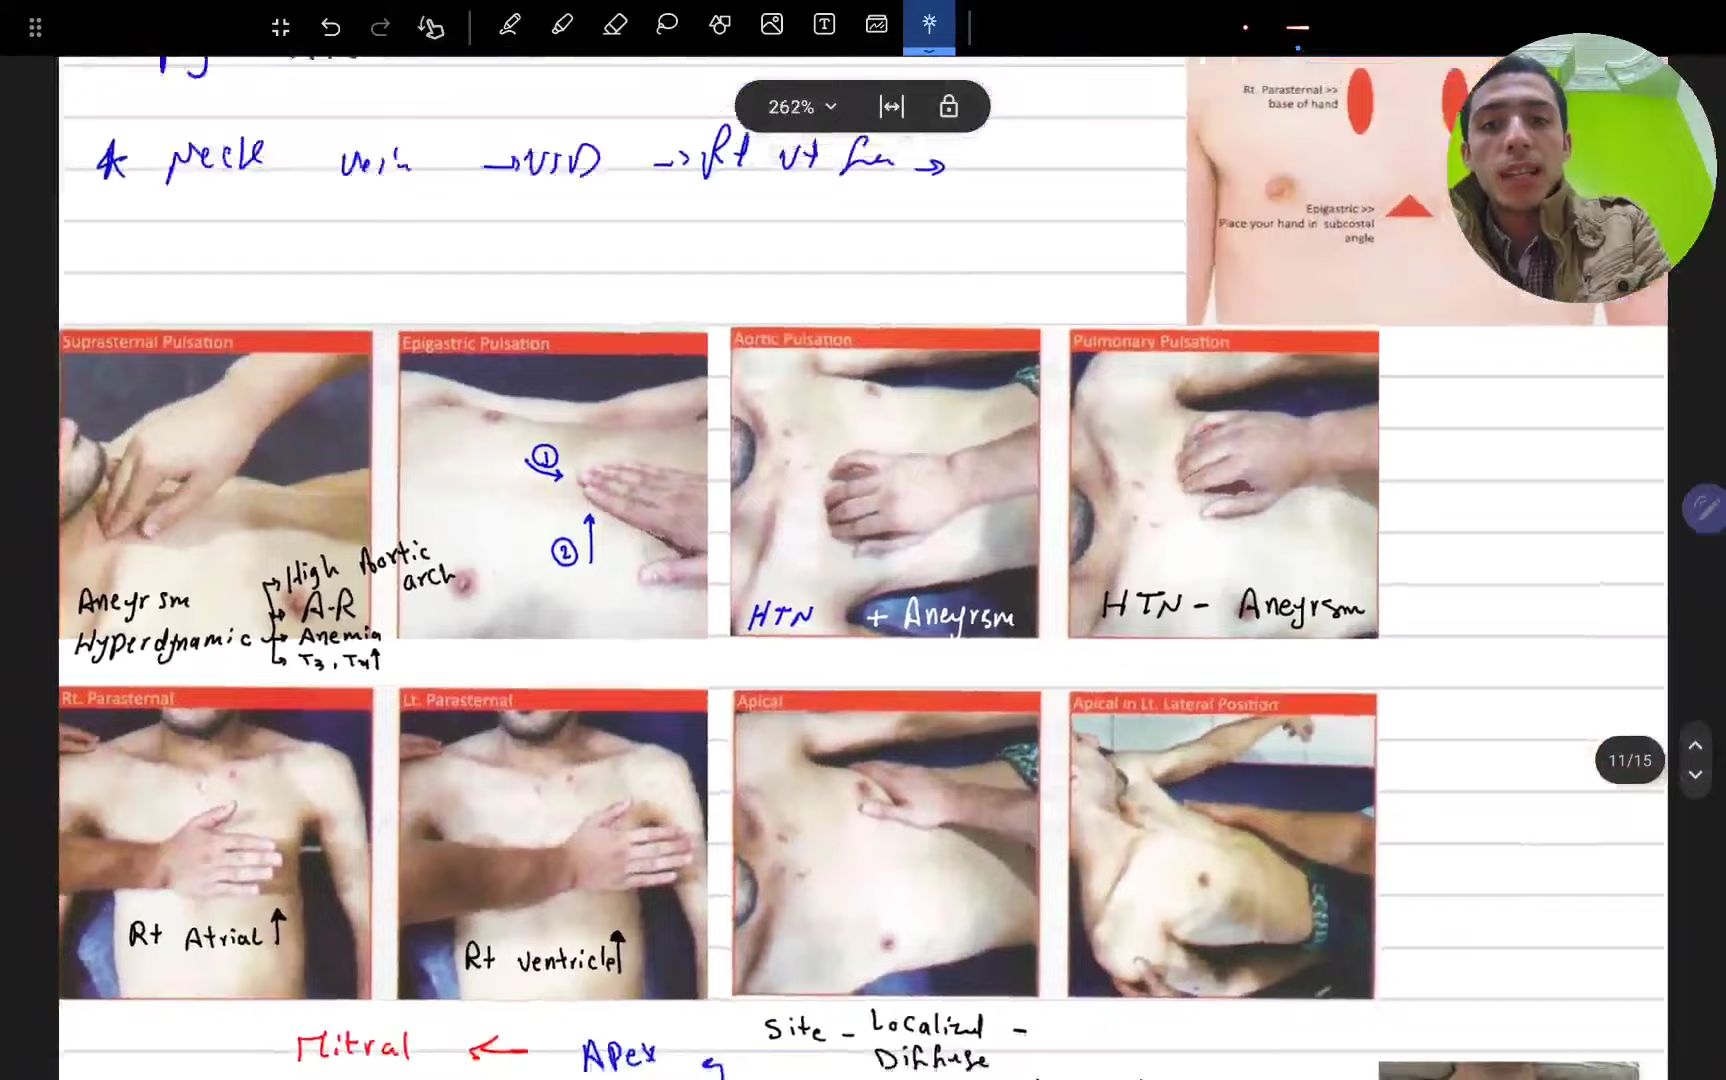 262%
Rt. Parasternal >>
base of hand
* Neck vein → VSD → Rt vt
Epigastric >>
Place your hand in subcostal
angle
Suprasternal Pulsation
Epigastric Pulsation
Aortic Pulsation
Pulmonary Pulsation
①
②
→ High Aortic
arch
Aneyrsm
→ A-R
Hyperdynamic → Anemia
→ T3, T4↑
HTN + Aneyrsm
HTN - Aneyrsm
11/15
Rt. Parasternal
Lt. Parasternal
Apical
Apical in Lt. Lateral Position
Rt Atrial ↑
Rt ventricle ↑
Site - Localized -
Diffuse
Mitral ← Apex